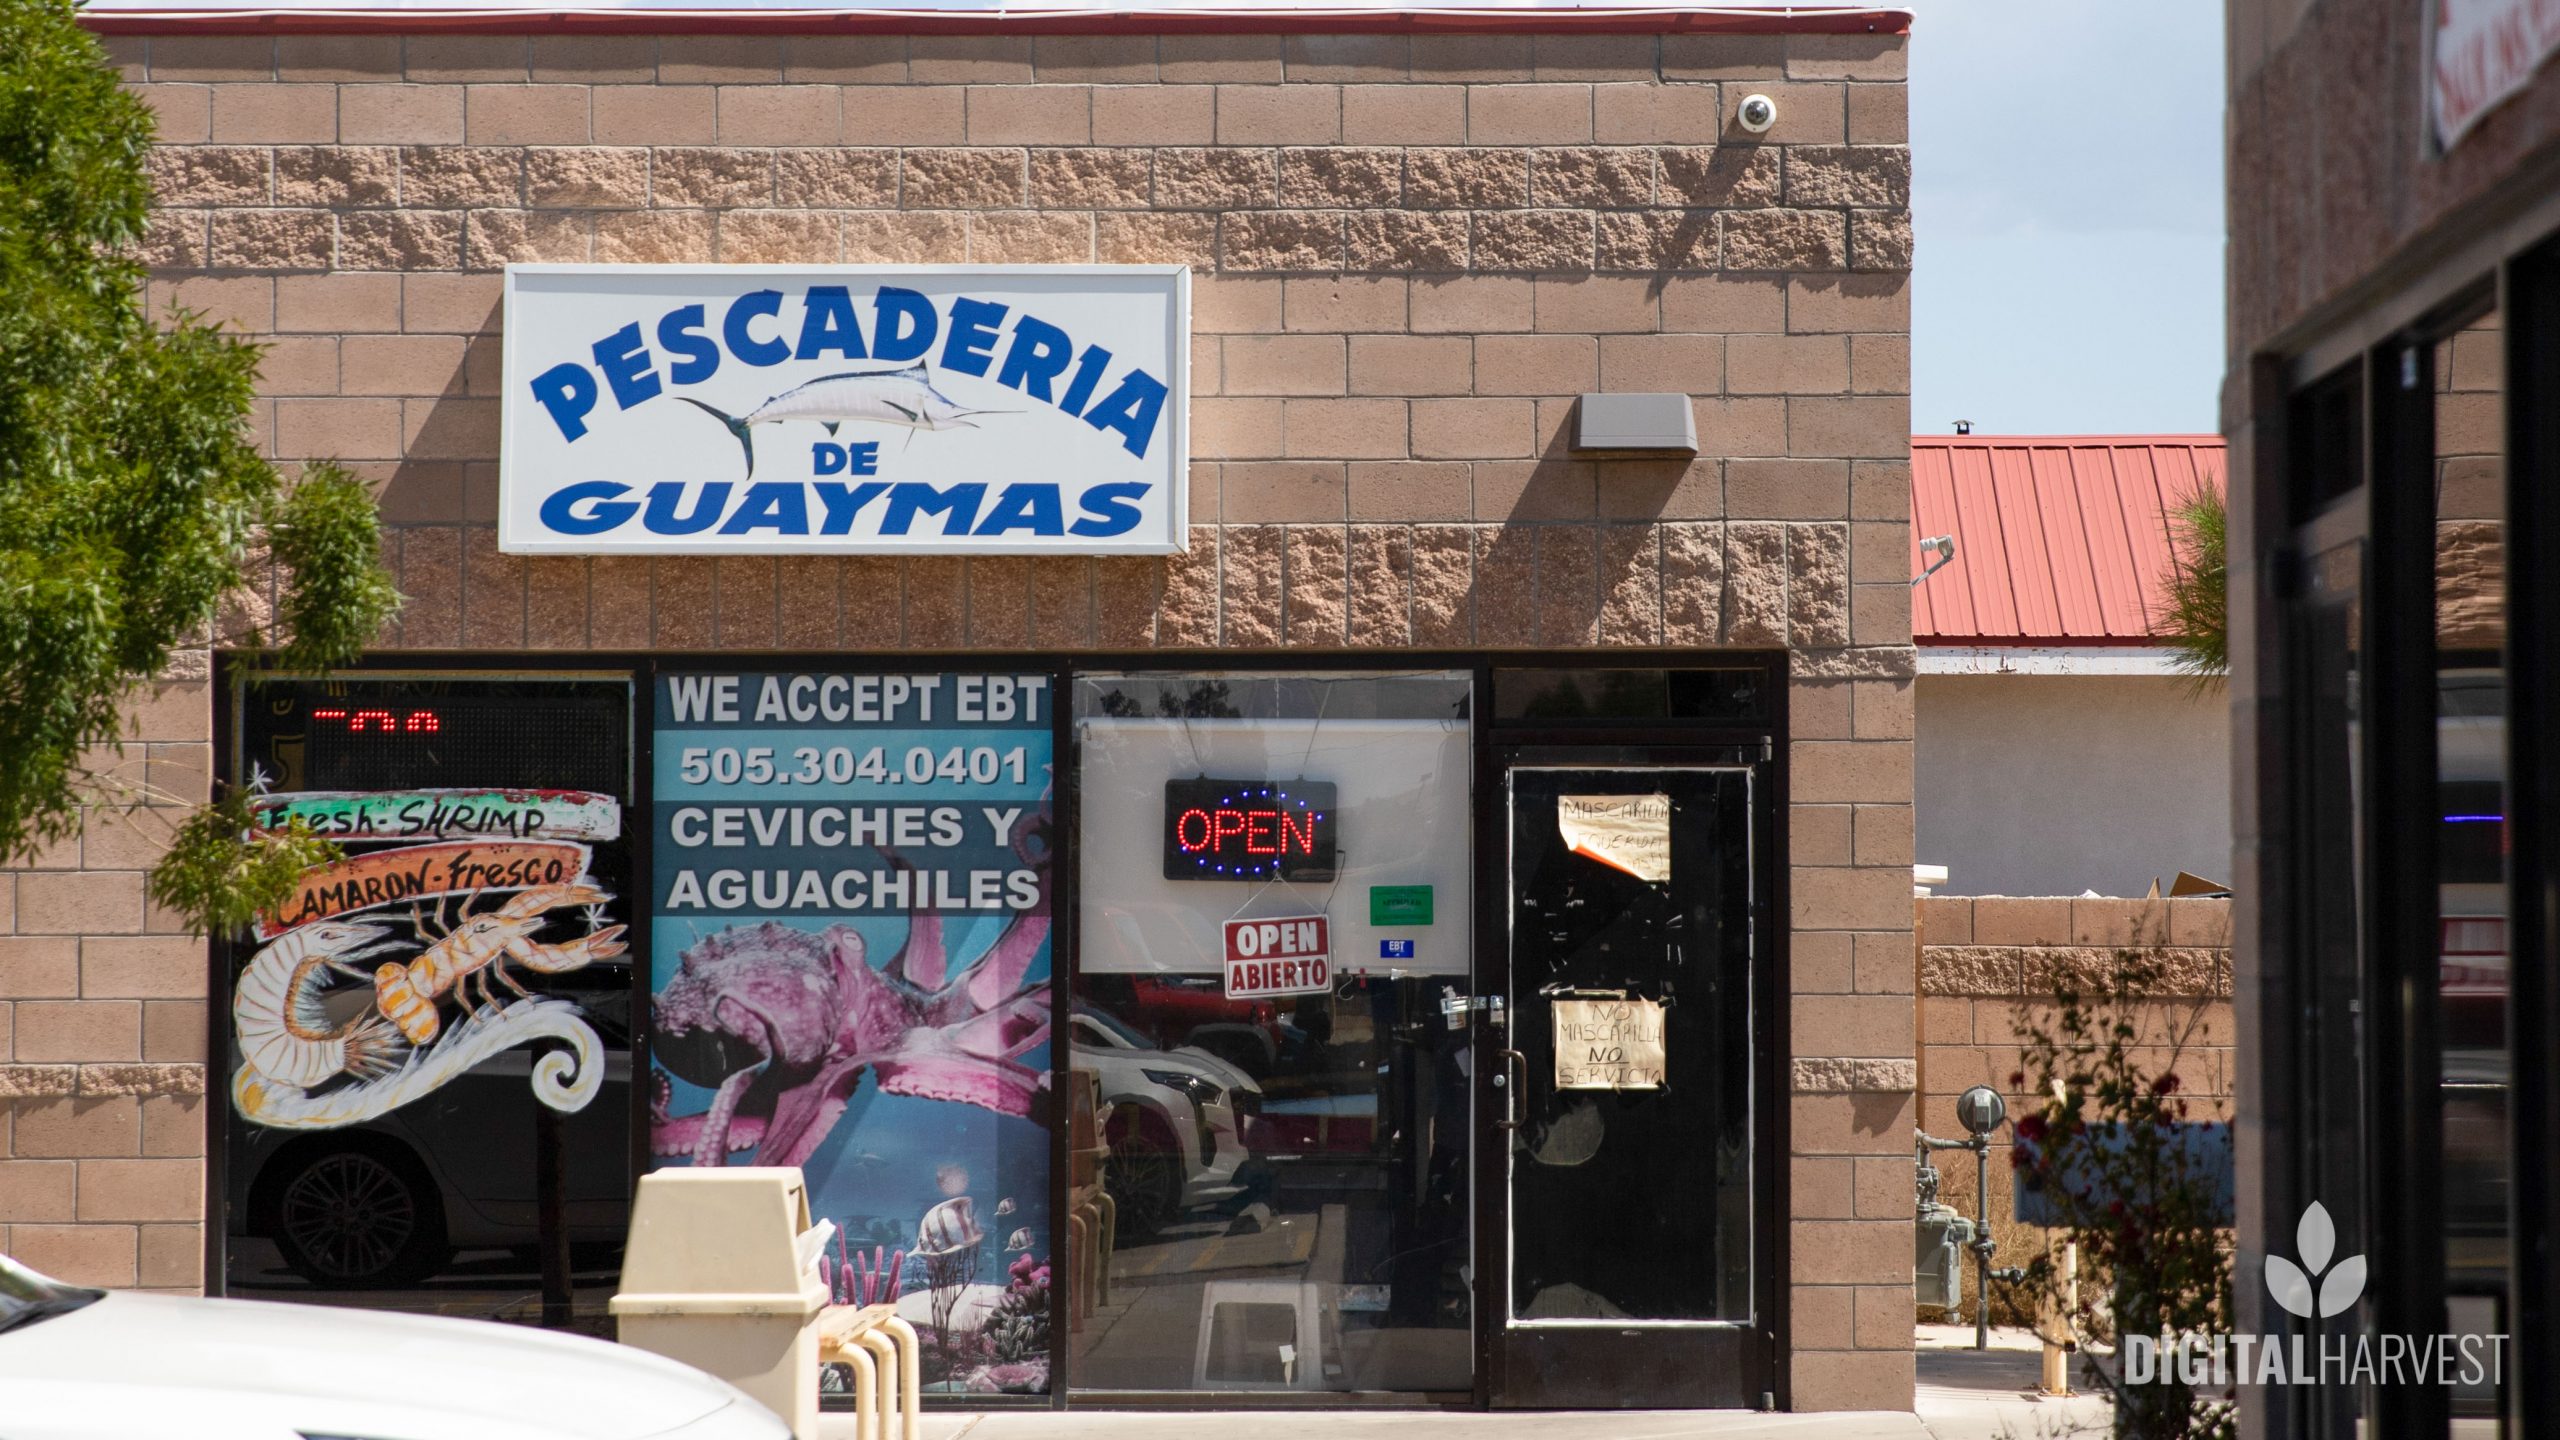 PESCADERIA
DE
GUAYMAS
WE ACCEPT EBT
505.304.0401
CEVICHES Y
AGUACHILES
Fresh-SHRIMP
CAMARON-Fresco
OPEN
OPEN
ABIERTO
EBT
MASCARILLA
NO
MASCARILLA
NO
SERVICIO
DIGITALHARVEST